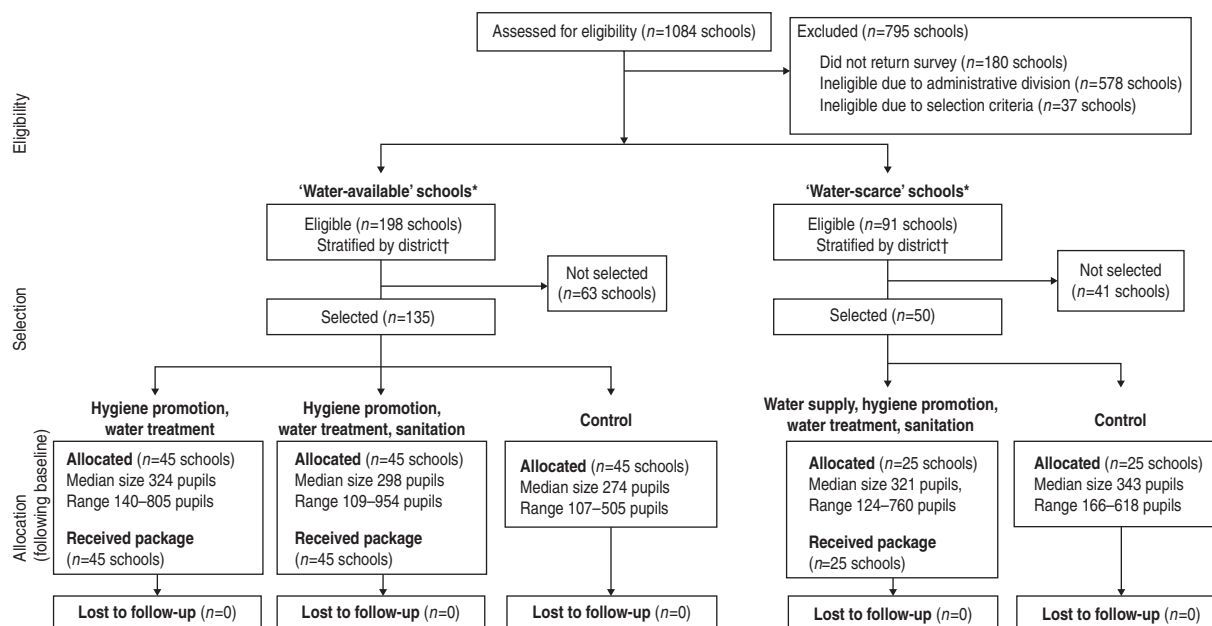 Assessed for eligibility (n=1084 schools)
Excluded (n=795 schools)
Did not return survey (n=180 schools)
Ineligible due to administrative division (n=578 schools)
Ineligible due to selection criteria (n=37 schools)
Eligibility
‘Water-available’ schools*
Eligible (n=198 schools)
Stratified by district†
Not selected
(n=63 schools)
Selected (n=135)
‘Water-scarce’ schools*
Eligible (n=91 schools)
Stratified by district†
Not selected
(n=41 schools)
Selected (n=50)
Selection
Hygiene promotion,
water treatment
Allocated (n=45 schools)
Median size 324 pupils
Range 140–805 pupils
Received package
(n=45 schools)
Lost to follow-up (n=0)
Hygiene promotion,
water treatment, sanitation
Allocated (n=45 schools)
Median size 298 pupils
Range 109–954 pupils
Received package
(n=45 schools)
Lost to follow-up (n=0)
Control
Allocated (n=45 schools)
Median size 274 pupils
Range 107–505 pupils
Lost to follow-up (n=0)
Water supply, hygiene promotion,
water treatment, sanitation
Allocated (n=25 schools)
Median size 321 pupils,
Range 124–760 pupils
Received package
(n=25 schools)
Lost to follow-up (n=0)
Control
Allocated (n=25 schools)
Median size 343 pupils
Range 166–618 pupils
Lost to follow-up (n=0)
Allocation
(following baseline)